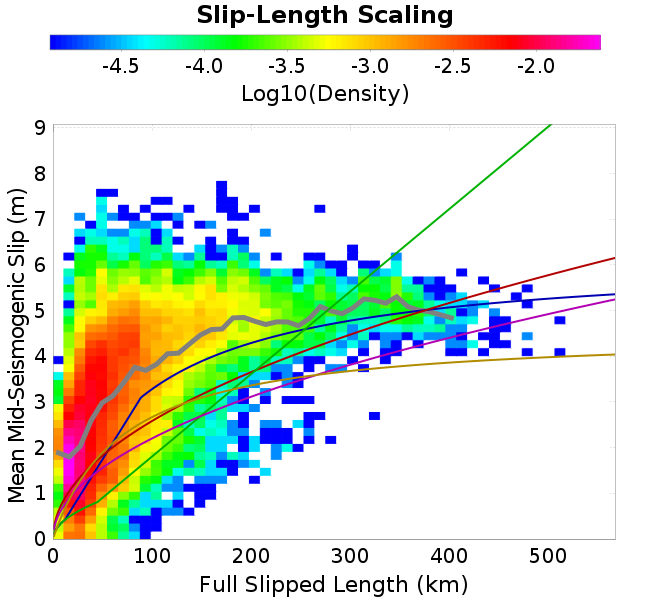 Slip-Length Scaling
-4.5 -4.0 -3.5 -3.0 -2.5 -2.0
Log10(Density)
Mean Mid-Seismogenic Slip (m)
9
8
7
6
5
4
3
2
1
0
0 100 200 300 400 500
Full Slipped Length (km)